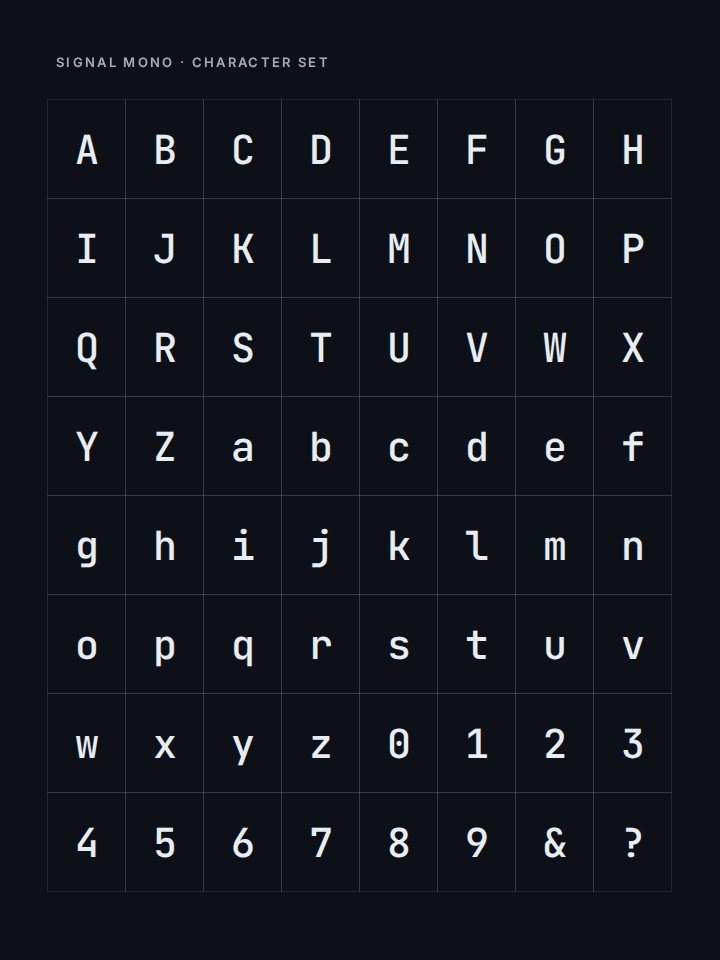 SIGNAL MONO · CHARACTER SET
A B C D E F G H
I J K L M N O P
Q R S T U V W X
Y Z a b c d e f
g h i j k l m n
o p q r s t u v
w x y z 0 1 2 3
4 5 6 7 8 9 & ?